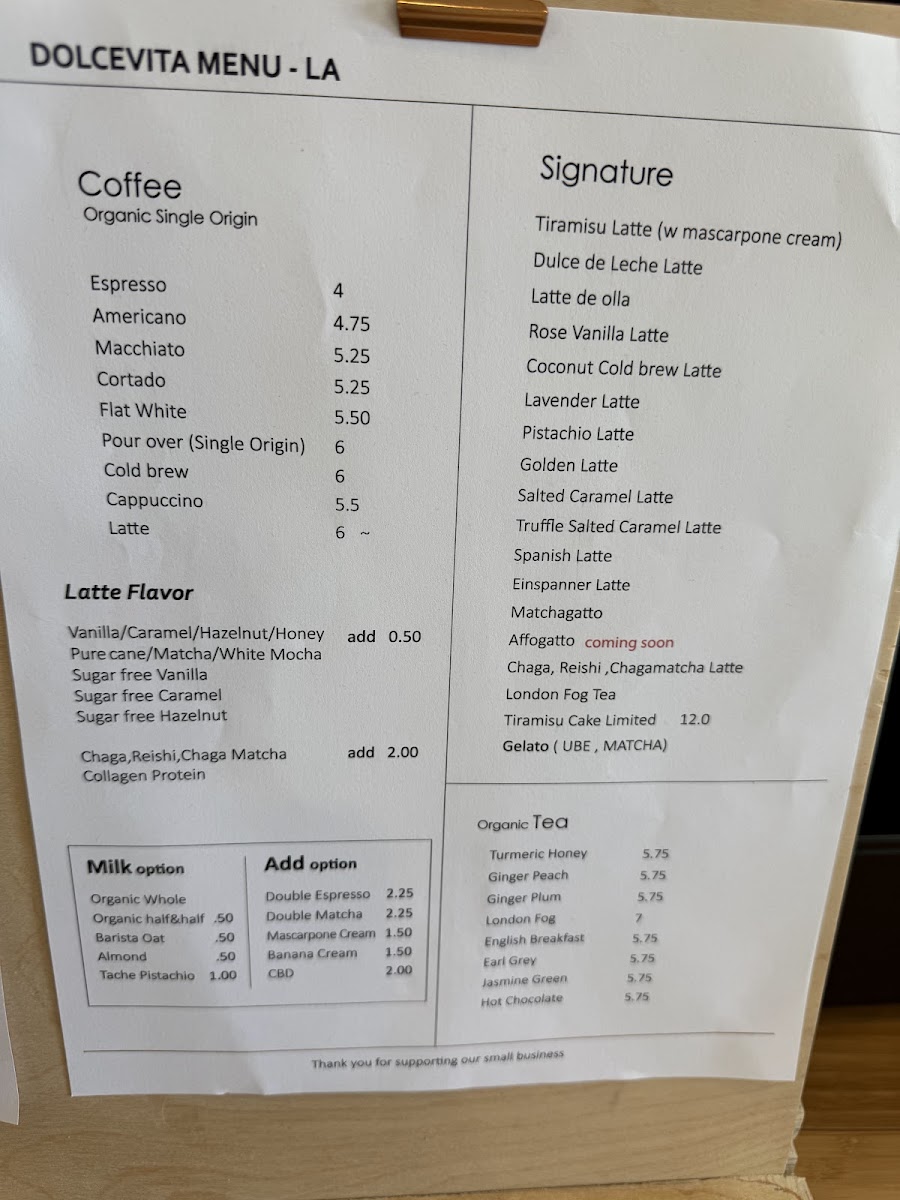 DOLCEVITA MENU - LA
Coffee
Organic Single Origin
Espresso 4
Americano 4.75
Macchiato 5.25
Cortado 5.25
Flat White 5.50
Pour over (Single Origin) 6
Cold brew 6
Cappuccino 5.5
Latte 6 ~
Latte Flavor
Vanilla/Caramel/Hazelnut/Honey add 0.50
Pure cane/Matcha/White Mocha
Sugar free Vanilla
Sugar free Caramel
Sugar free Hazelnut
Chaga,Reishi,Chaga Matcha add 2.00
Collagen Protein
Milk option
Organic Whole
Organic half&half .50
Barista Oat .50
Almond .50
Tache Pistachio 1.00
Add option
Double Espresso 2.25
Double Matcha 2.25
Mascarpone Cream 1.50
Banana Cream 1.50
CBD 2.00
Signature
Tiramisu Latte (w mascarpone cream)
Dulce de Leche Latte
Latte de olla
Rose Vanilla Latte
Coconut Cold brew Latte
Lavender Latte
Pistachio Latte
Golden Latte
Salted Caramel Latte
Truffle Salted Caramel Latte
Spanish Latte
Einspanner Latte
Matchagatto
Affogatto coming soon
Chaga, Reishi ,Chagamatcha Latte
London Fog Tea
Tiramisu Cake Limited 12.0
Gelato ( UBE , MATCHA)
Organic Tea
Turmeric Honey 5.75
Ginger Peach 5.75
Ginger Plum 5.75
London Fog 7
English Breakfast 5.75
Earl Grey 5.75
Jasmine Green 5.75
Hot Chocolate 5.75
Thank you for supporting our small business